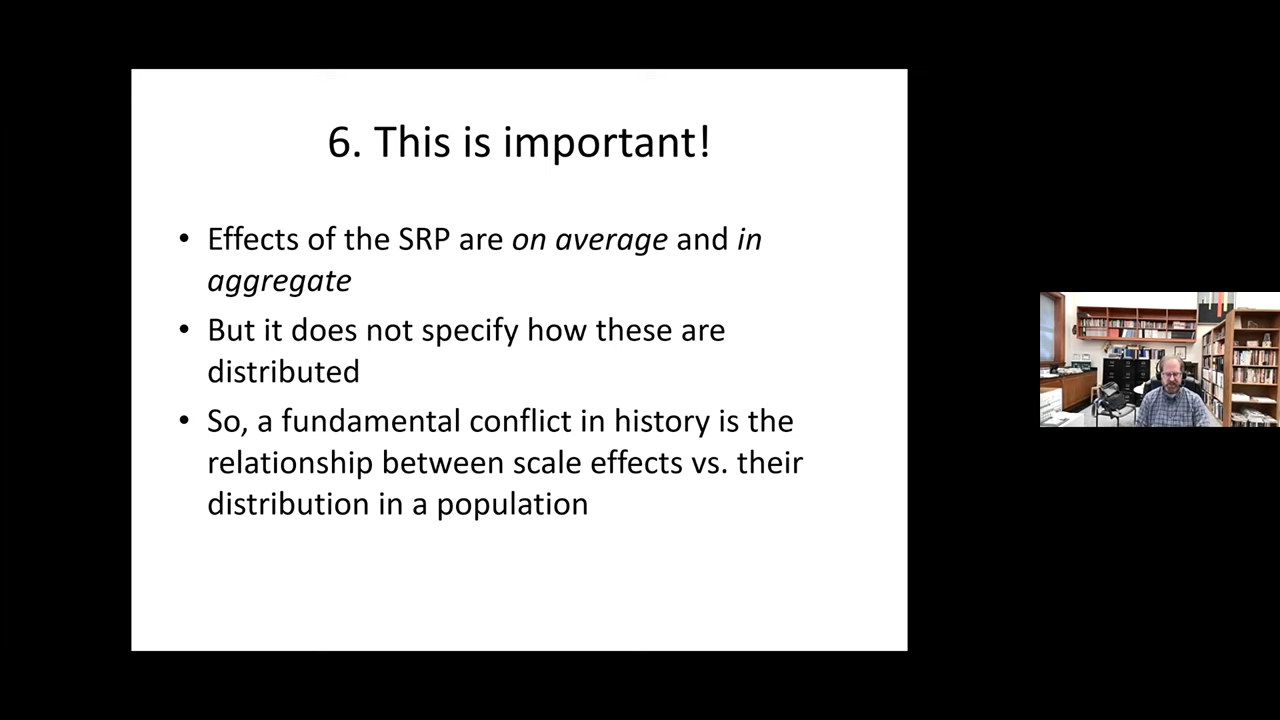 6. This is important!
• Effects of the SRP are on average and in
aggregate
• But it does not specify how these are
distributed
• So, a fundamental conflict in history is the
relationship between scale effects vs. their
distribution in a population